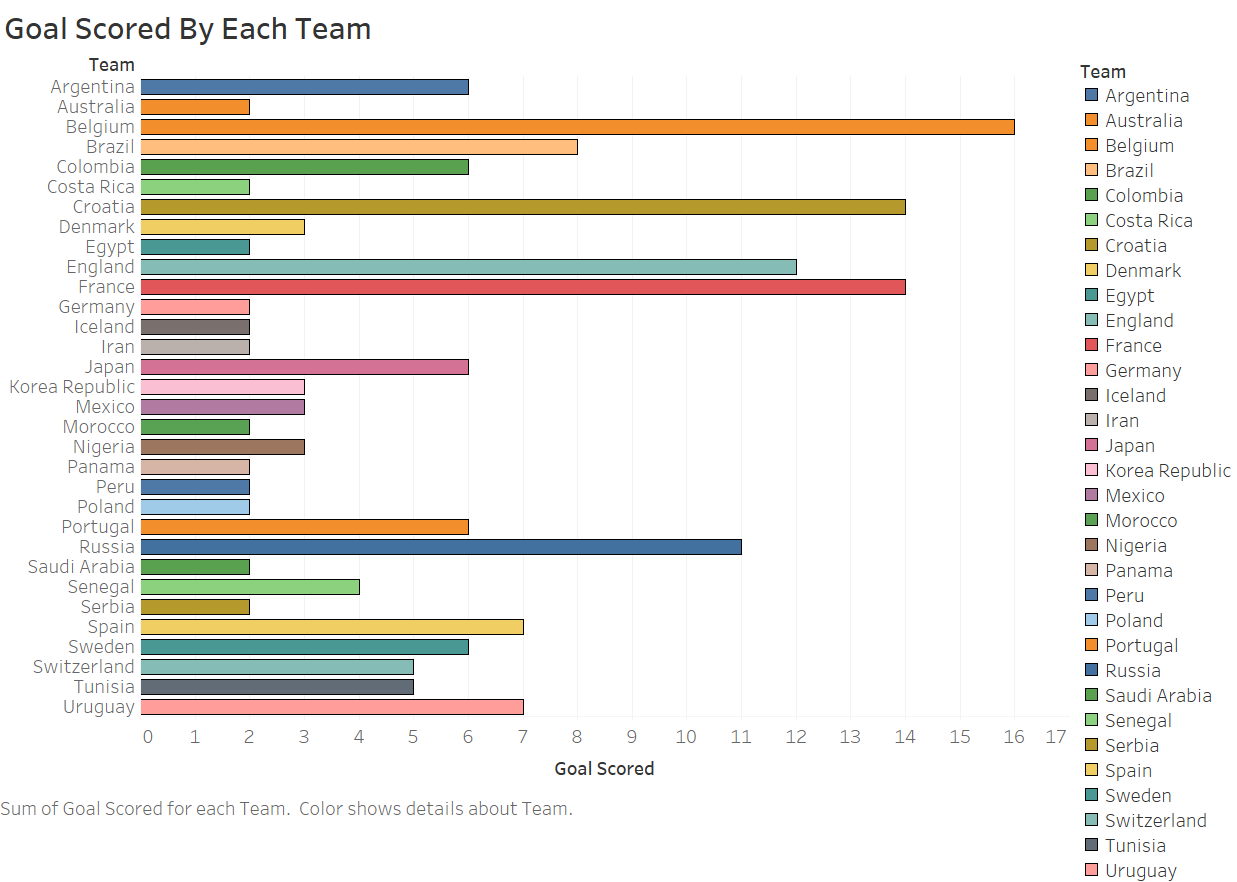 Goal Scored By Each Team
Team
Argentina
Australia
Belgium
Brazil
Colombia
Costa Rica
Croatia
Denmark
Egypt
England
France
Germany
Iceland
Iran
Japan
Korea Republic
Mexico
Morocco
Nigeria
Panama
Peru
Poland
Portugal
Russia
Saudi Arabia
Senegal
Serbia
Spain
Sweden
Switzerland
Tunisia
Uruguay
0 1 2 3 4 5 6 7 8 9 10 11 12 13 14 15 16 17
Goal Scored
Sum of Goal Scored for each Team. Color shows details about Team.
Team
Argentina
Australia
Belgium
Brazil
Colombia
Costa Rica
Croatia
Denmark
Egypt
England
France
Germany
Iceland
Iran
Japan
Korea Republic
Mexico
Morocco
Nigeria
Panama
Peru
Poland
Portugal
Russia
Saudi Arabia
Senegal
Serbia
Spain
Sweden
Switzerland
Tunisia
Uruguay